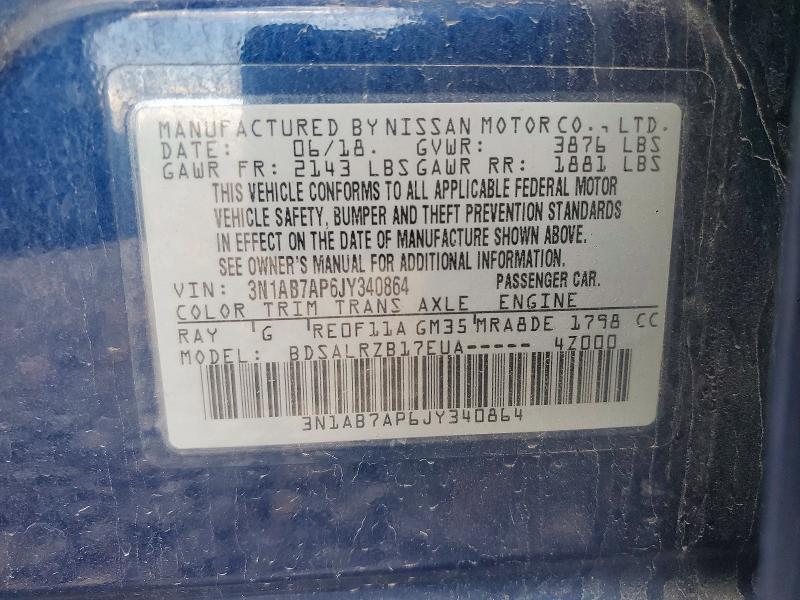 MANUFACTURED BY NISSAN MOTOR CO., LTD.
DATE: 06/18. GVWR: 3876 LBS
GAWR FR: 2143 LBS GAWR RR: 1881 LBS
THIS VEHICLE CONFORMS TO ALL APPLICABLE FEDERAL MOTOR
VEHICLE SAFETY, BUMPER AND THEFT PREVENTION STANDARDS
IN EFFECT ON THE DATE OF MANUFACTURE SHOWN ABOVE.
SEE OWNER'S MANUAL FOR ADDITIONAL INFORMATION.
VIN: 3N1AB7AP6JY340864 PASSENGER CAR.
COLOR TRIM TRANS AXLE ENGINE
RAY G RE0F11A GM35 MRA8DE 1798 CC
MODEL: BDSALRZB17EUA----- 4Z000
3N1AB7AP6JY340864